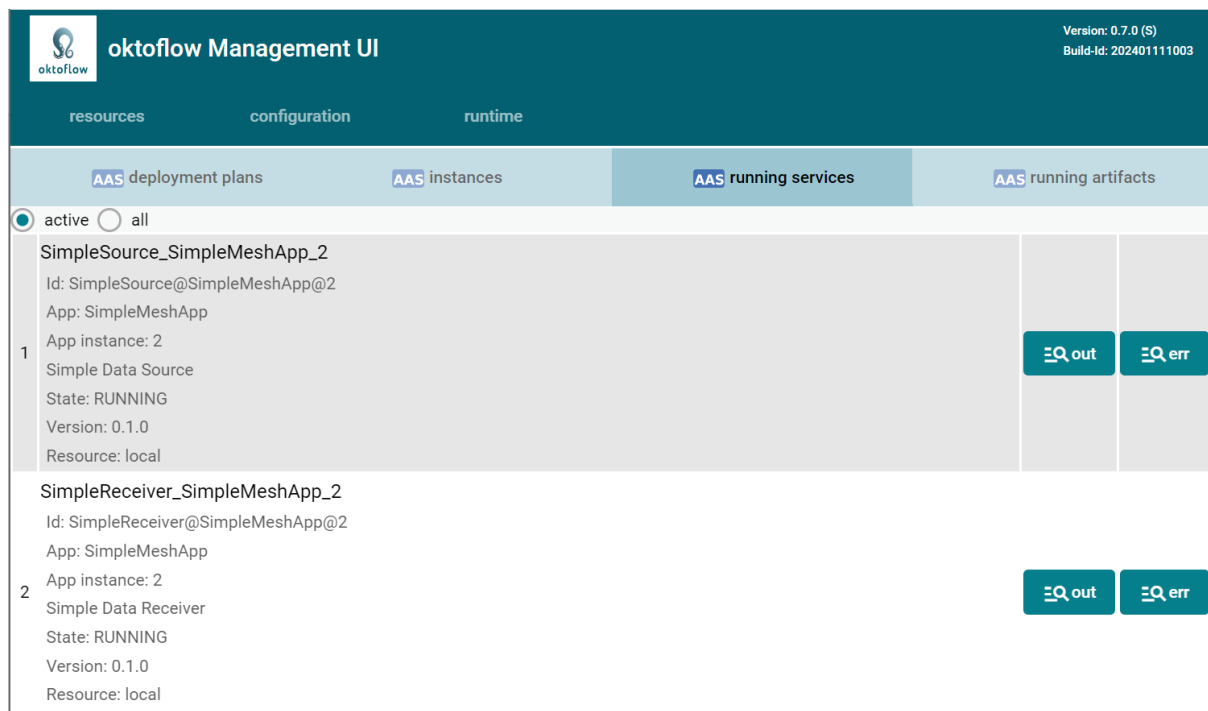 oktoflow
oktoflow Management UI
Version: 0.7.0 (S)
Build-Id: 202401111003
resources configuration runtime
AAS deployment plans AAS instances AAS running services AAS running artifacts
active all
SimpleSource_SimpleMeshApp_2
Id: SimpleSource@SimpleMeshApp@2
App: SimpleMeshApp
App instance: 2
1
Simple Data Source
State: RUNNING
Version: 0.1.0
Resource: local
out err
SimpleReceiver_SimpleMeshApp_2
Id: SimpleReceiver@SimpleMeshApp@2
App: SimpleMeshApp
App instance: 2
2
Simple Data Receiver
State: RUNNING
Version: 0.1.0
Resource: local
out err